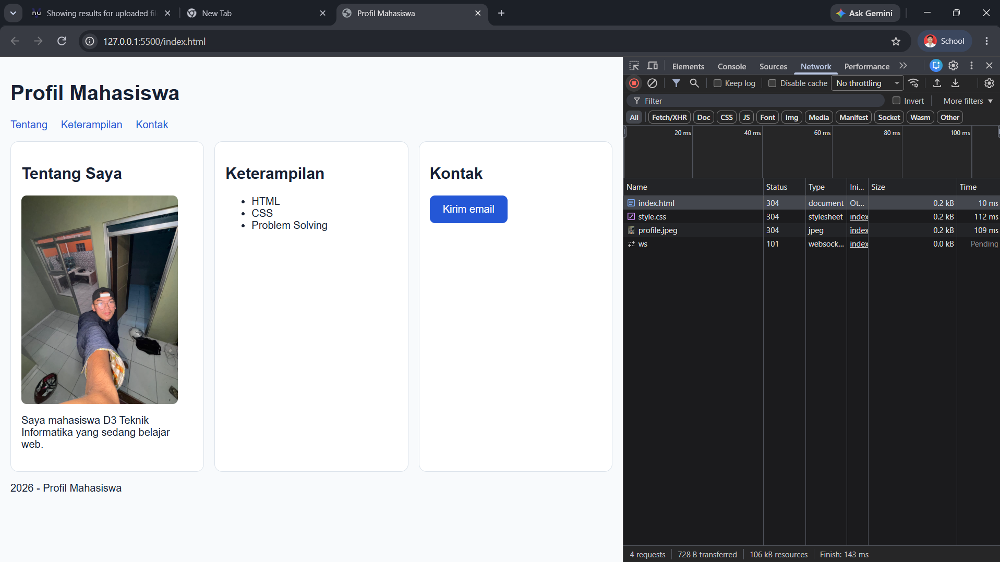 nu Showing results for uploaded fi
New Tab
Profil Mahasiswa
Ask Gemini
127.0.0.1:5500/index.html
School
Profil Mahasiswa
Tentang Keterampilan Kontak
Tentang Saya
Saya mahasiswa D3 Teknik
Informatika yang sedang belajar
web.
Keterampilan
• HTML
• CSS
• Problem Solving
Kontak
Kirim email
2026 - Profil Mahasiswa
Elements Console Sources Network Performance
Keep log Disable cache No throttling
Filter Invert More filters
All Fetch/XHR Doc CSS JS Font Img Media Manifest Socket Wasm Other
20 ms 40 ms 60 ms 80 ms 100 ms
Name Status Type Ini... Size Time
index.html 304 document Ot... 0.2 kB 10 ms
style.css 304 stylesheet index 0.2 kB 112 ms
profile.jpeg 304 jpeg index 0.2 kB 109 ms
ws 101 websock... index 0.0 kB Pending
4 requests 728 B transferred 106 kB resources Finish: 143 ms